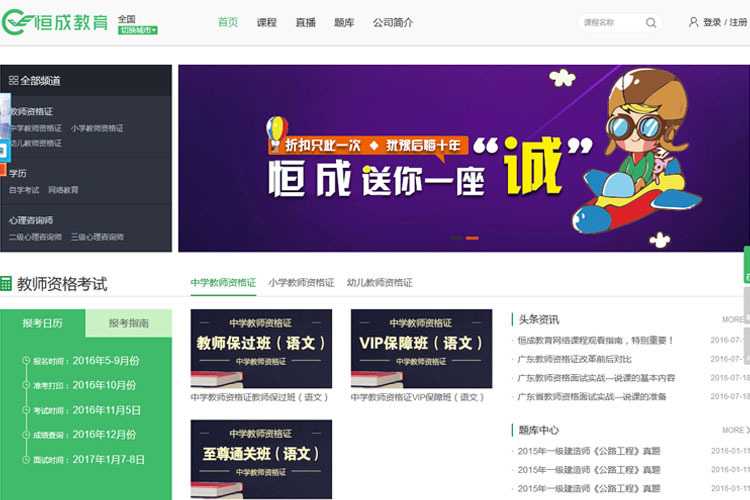 恒成教育
全国
切换城市
首页 课程 直播 题库 公司简介
课程名称
登录 / 注册
全部频道
教师资格证
中学教师资格证 小学教师资格证
幼儿教师资格证
学历
自学考试 网络教育
心理咨询师
二级心理咨询师 三级心理咨询师
折扣只此一次 ◆ 犹豫后悔十年
恒成送你一座“诚”
教师资格考试
中学教师资格证 小学教师资格证 幼儿教师资格证
报考日历 报考指南
报名时间： 2016年5-9月份
准考打印： 2016年10月份
考试时间： 2016年11月5日
成绩查询： 2016年12月份
面试时间： 2017年1月7-8日
中学教师资格证
教师保过班（语文）
中学教师资格证
中学教师资格证教师保过班（语文）
中学教师资格证
VIP保障班（语文）
中学教师资格证
中学教师资格证VIP保障班（语文）
中学教师资格证
至尊通关班（语文）
中学教师资格证
头条资讯 MORE
恒成教育网络课程观看指南，特别重要！ 2016-07-
广东教师资格证改革前后对比 2016-07-
广东教师资格面试实战—说课的基本内容 2016-07-18
广东省教师资格面试实战—说课的准备 2016-07-18
题库中心 MORE
2015年一级建造师《公路工程》真题 2016-01-11
2015年一级建造师《公路工程》真题 2016-01-11
2015年一级建造师《公路工程》真题 2016-01-11